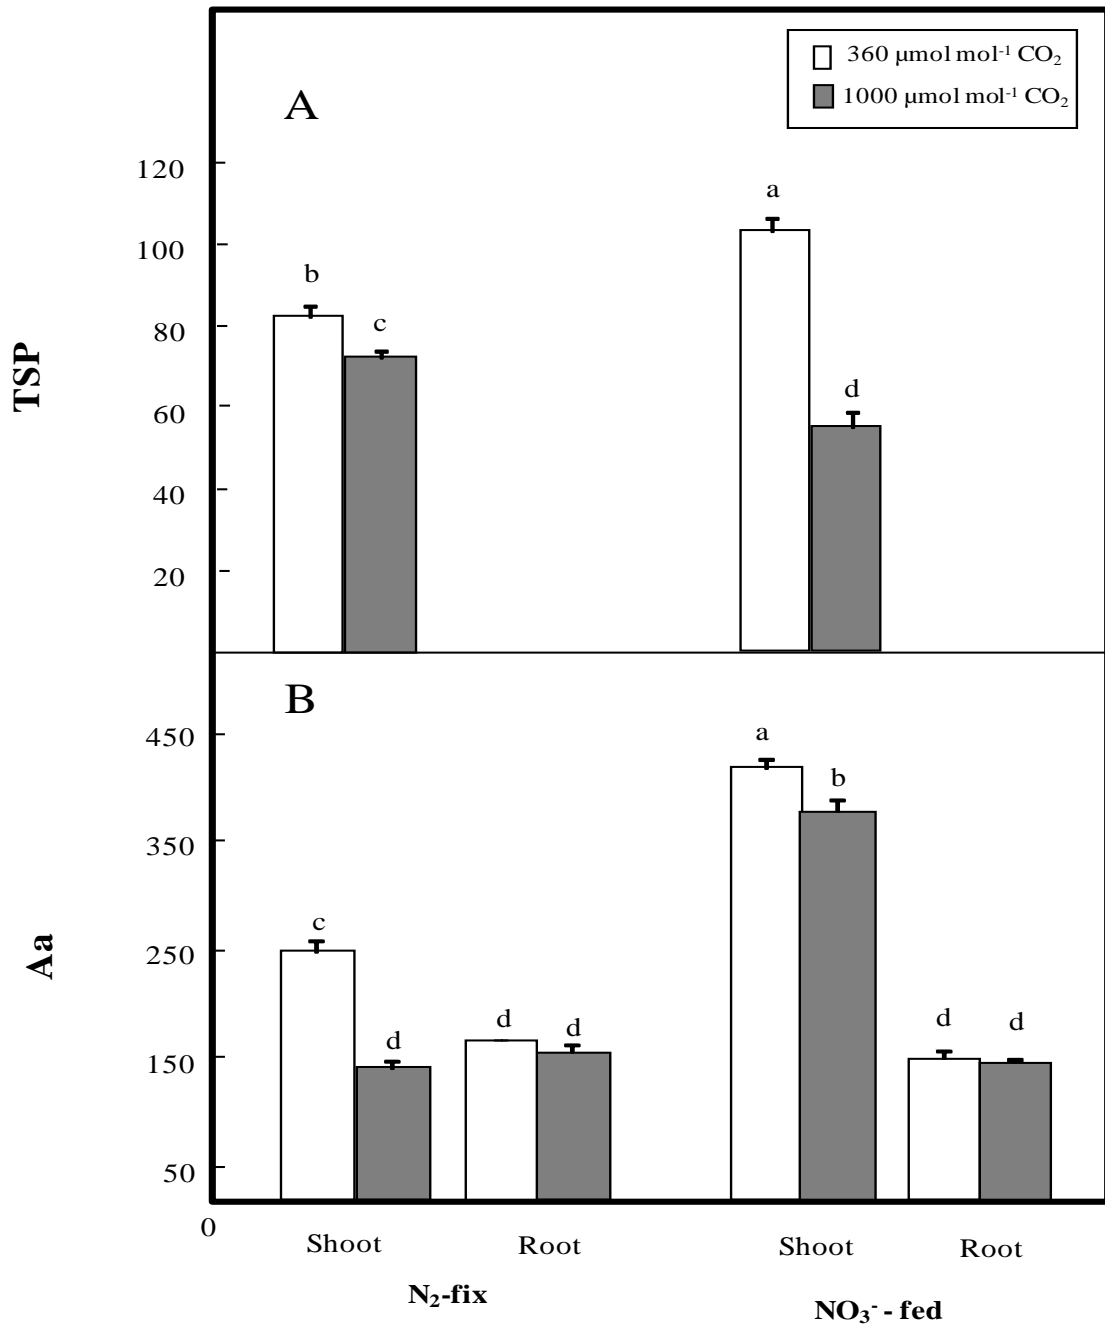 360 µmol mol⁻¹ CO₂
1000 µmol mol⁻¹ CO₂
A
120
100
80
60
40
20
TSP
b
c
a
d
B
450
350
250
150
50
0
Aa
c
d
d
d
a
b
d
d
Shoot
Root
Shoot
Root
N₂-fix
NO₃⁻ - fed